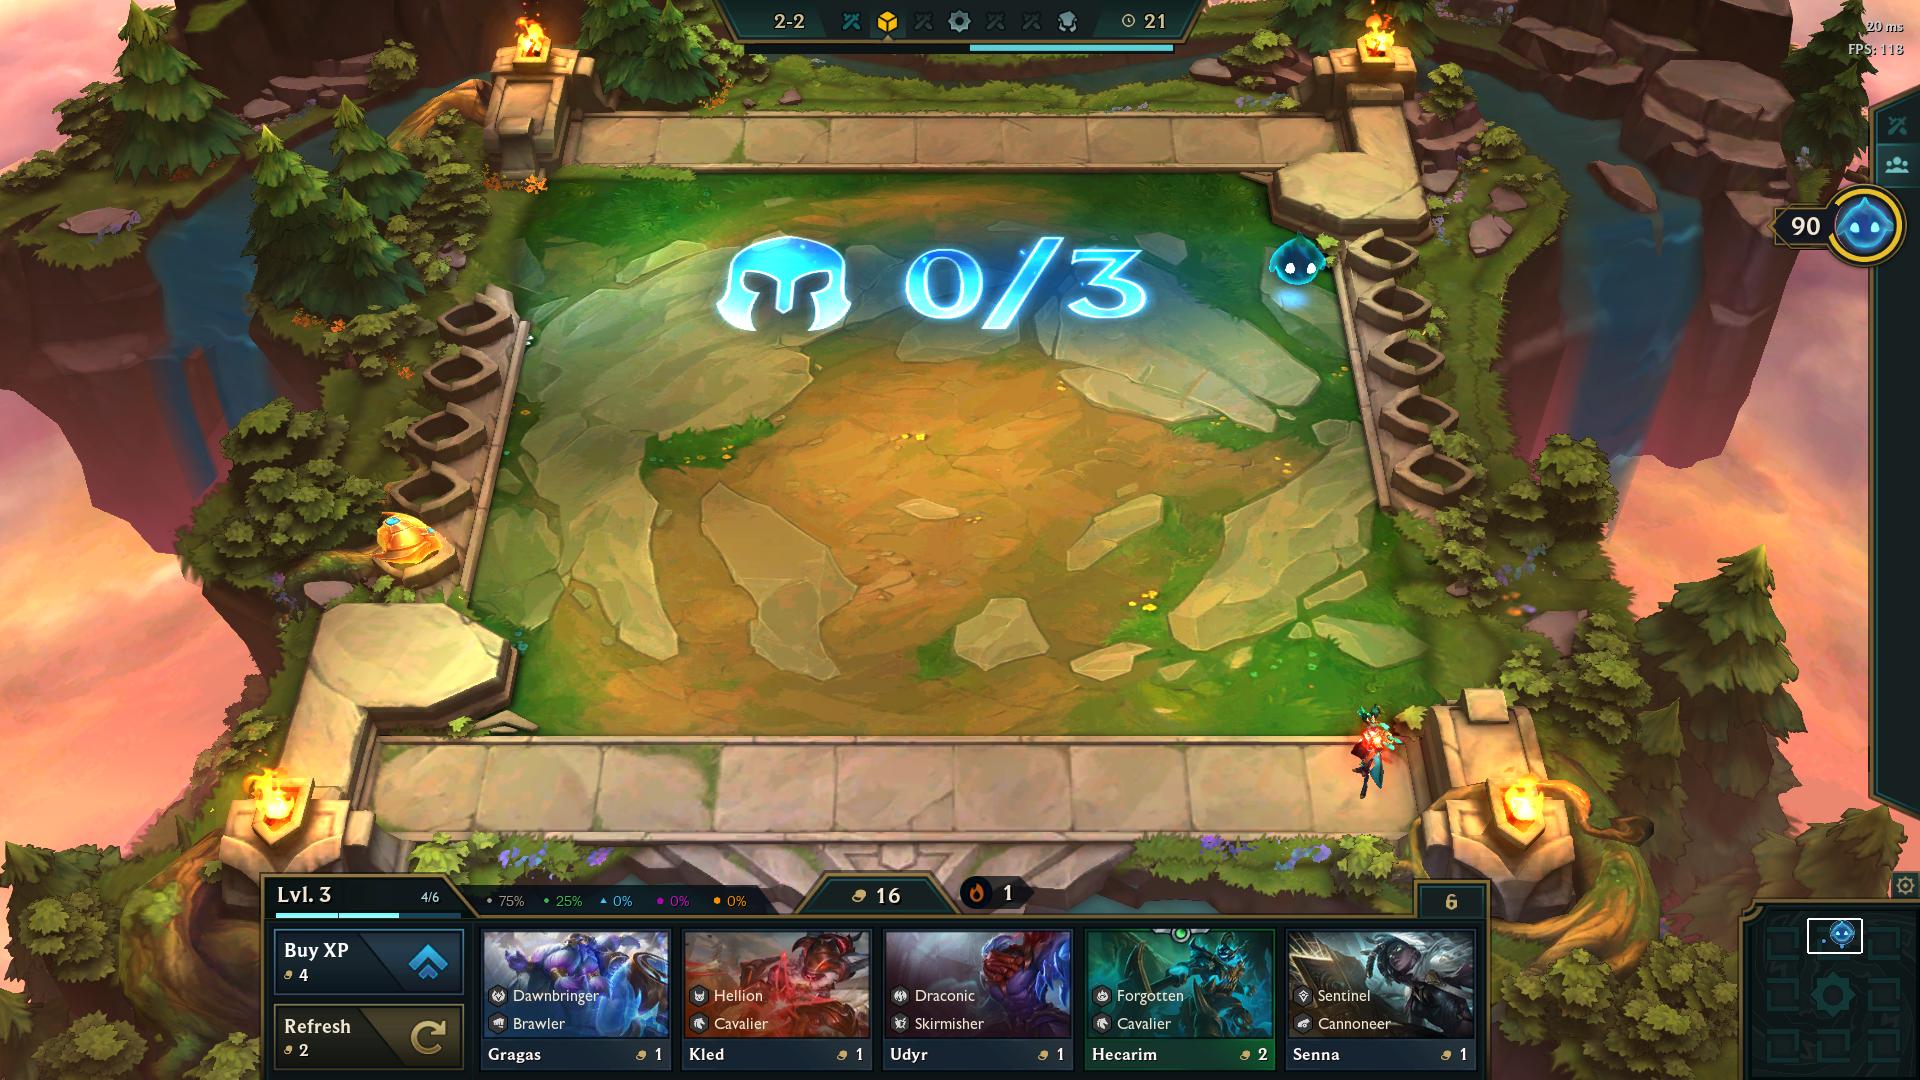 2-2
21
20 ms
FPS: 118
90
0/3
Lvl. 3
4/6
75%
25%
0%
0%
0%
16
1
6
Buy XP
4
Refresh
2
Dawnbringer
Brawler
Gragas
1
Hellion
Cavalier
Kled
1
Draconic
Skirmisher
Udyr
1
Forgotten
Cavalier
Hecarim
2
Sentinel
Cannoneer
Senna
1